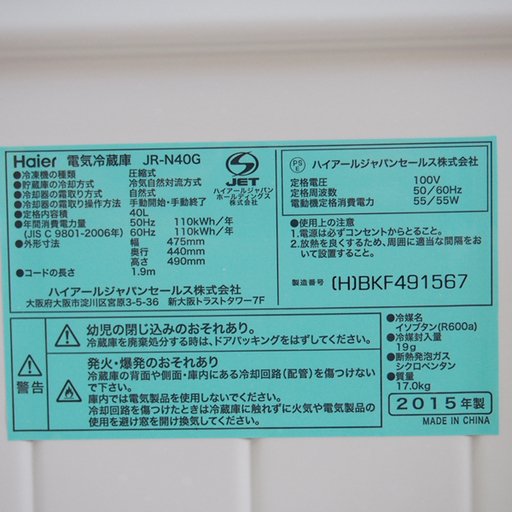 Haier 電気冷蔵庫 JR-N40G
●冷凍機の種類 圧縮式
●貯蔵庫の冷却方式 冷気自然対流方式
●冷却器の霜取り方式 自然式
●冷却器の霜取り操作方法 手動開始・手動終了
●定格内容積 40L
●年間消費電力量 50Hz 110kWh/年
(JIS C 9801-2006年) 60Hz 110kWh/年
●外形寸法 幅 475mm
奥行 440mm
高さ 490mm
●コードの長さ 1.9m
S
JET
ハイアールジャパン
ホールディングス
株式会社
ハイアールジャパンセールス株式会社
大阪府大阪市淀川区宮原3-5-36 新大阪トラストタワー7F
PS
E
ハイアールジャパンセールス株式会社
定格電圧 100V
定格周波数 50/60Hz
電動機定格消費電力 55/55W
●使用上の注意
1.電源は必ずコンセントからとること。
2.放熱を良くするため、周囲に適当な間隔をおい
て設置すること。
製造番号 (H)BKF491567
警告
幼児の閉じ込めのおそれあり。
冷蔵庫を廃棄処分する時は、ドアパッキングをはずしてください。
発火・爆発のおそれあり。
●冷蔵庫の背面や側面・庫内にある冷却回路(配管)を傷つけない
で下さい。
●庫内では電気製品を使用しないでください。
●冷却回路を傷つけたときは冷蔵庫に触れずに火気や電気製品の
使用を避け窓を開け換気してください。
●冷媒名
イソブタン(R600a)
●冷媒封入量
19g
●断熱発泡ガス
シクロペンタン
●質量
17.0kg
2015年製
MADE IN CHINA